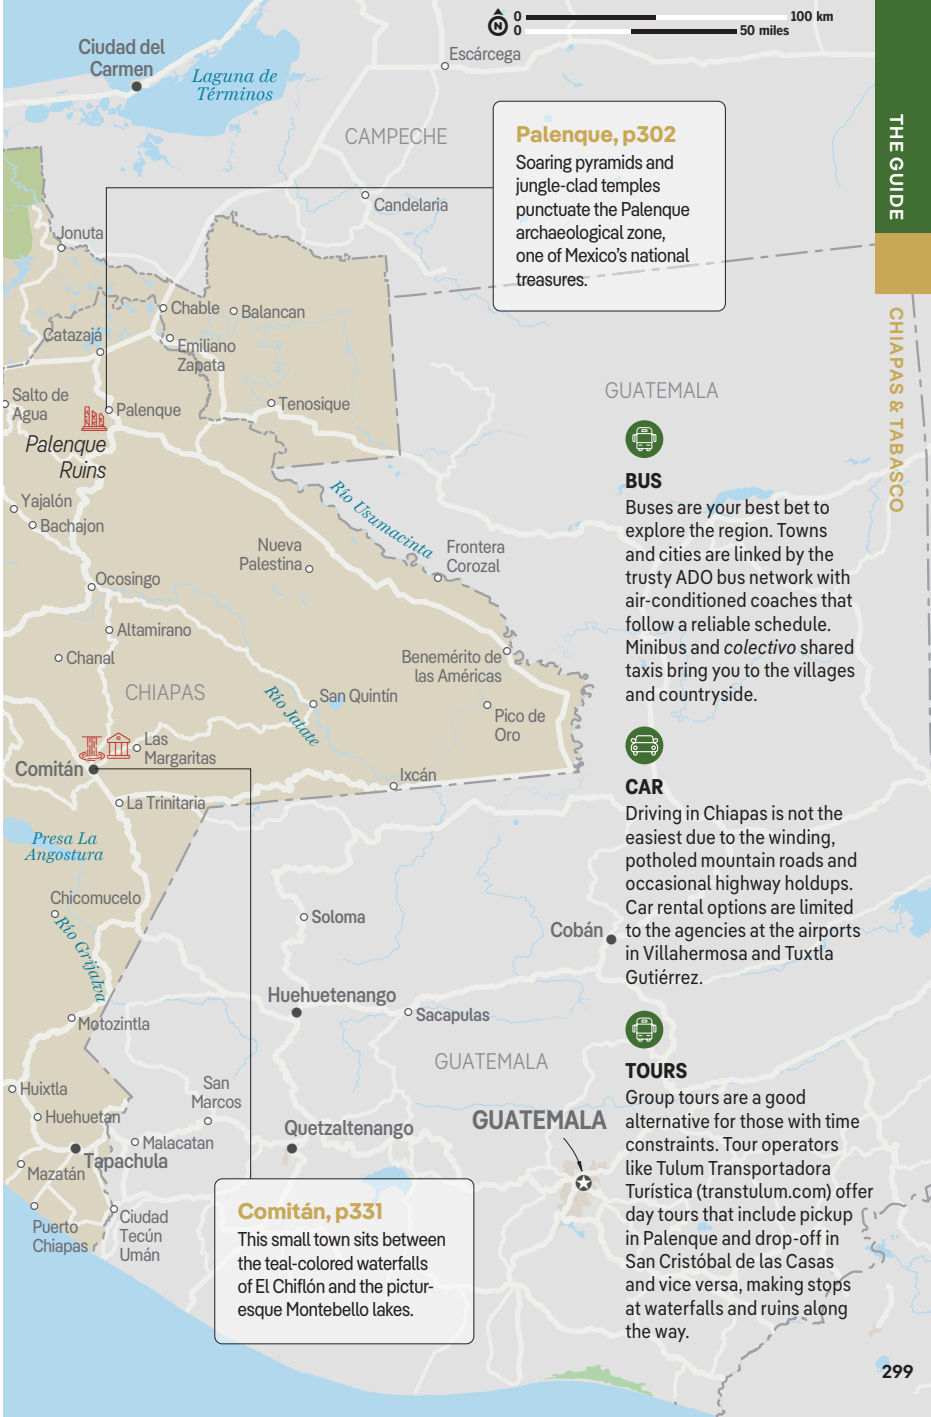 0 100 km
N
0 50 miles
Ciudad del
Carmen
Laguna de
Términos
Escárcega
CAMPECHE
THE GUIDE
Palenque, p302
Soaring pyramids and
jungle-clad temples
punctuate the Palenque
archaeological zone,
one of Mexico's national
treasures.
Candelaria
Jonuta
Chable
Balancan
Catazajá
Emiliano
Zapata
CHIAPAS & TABASCO
Salto de
Agua
Palenque
Tenosique
GUATEMALA
Palenque
Ruins
Yajalón
Bachajon
Río Usumacinta
Nueva
Palestina
Frontera
Corozal
Ocosingo
Altamirano
Chanal
Benemérito de
las Américas
CHIAPAS
Río Jatate
San Quintín
Pico de
Oro
Las
Margaritas
Comitán
Ixcán
La Trinitaria
BUS
Buses are your best bet to
explore the region. Towns
and cities are linked by the
trusty ADO bus network with
air-conditioned coaches that
follow a reliable schedule.
Minibus and colectivo shared
taxis bring you to the villages
and countryside.
CAR
Driving in Chiapas is not the
easiest due to the winding,
potholed mountain roads and
occasional highway holdups.
Car rental options are limited
to the agencies at the airports
in Villahermosa and Tuxtla
Gutiérrez.
Presa La
Angostura
Chicomucelo
Río Grijalva
Soloma
Cobán
Huehuetenango
Sacapulas
Motozintla
GUATEMALA
Huixtla
San
Marcos
Huehuetan
Quetzaltenango
GUATEMALA
Malacatan
Tapachula
Mazatán
Puerto
Chiapas
Ciudad
Tecún
Umán
TOURS
Group tours are a good
alternative for those with time
constraints. Tour operators
like Tulum Transportadora
Turística (transtulum.com) offer
day tours that include pickup
in Palenque and drop-off in
San Cristóbal de las Casas
and vice versa, making stops
at waterfalls and ruins along
the way.
Comitán, p331
This small town sits between
the teal-colored waterfalls
of El Chiflón and the pictur-
esque Montebello lakes.
299